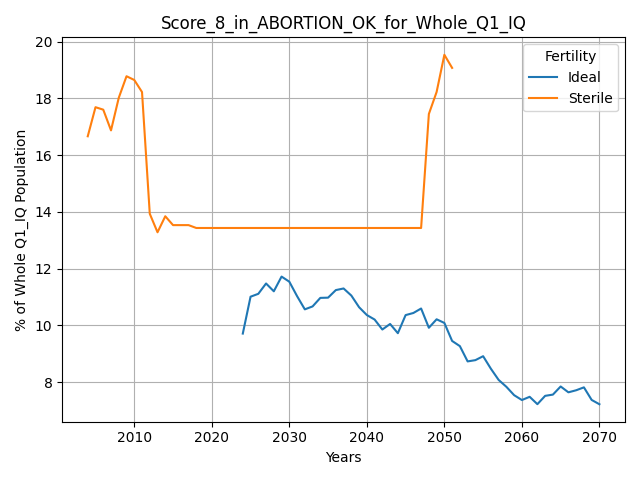 Score_8_in_ABORTION_OK_for_Whole_Q1_IQ
% of Whole Q1_IQ Population
20
18
16
14
12
10
8
Fertility
Ideal
Sterile
2010 2020 2030 2040 2050 2060 2070
Years